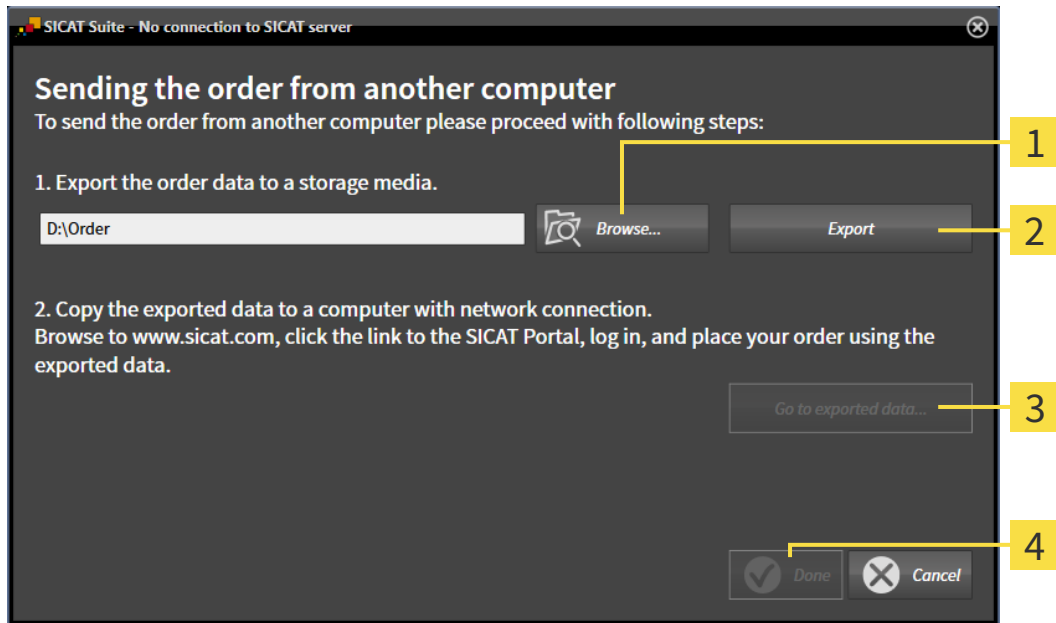 SICAT Suite - No connection to SICAT server
Sending the order from another computer
To send the order from another computer please proceed with following steps:
1
1. Export the order data to a storage media.
D:\Order
Browse...
Export
2
2. Copy the exported data to a computer with network connection.
Browse to www.sicat.com, click the link to the SICAT Portal, log in, and place your order using the
exported data.
Go to exported data...
3
4
Done
Cancel